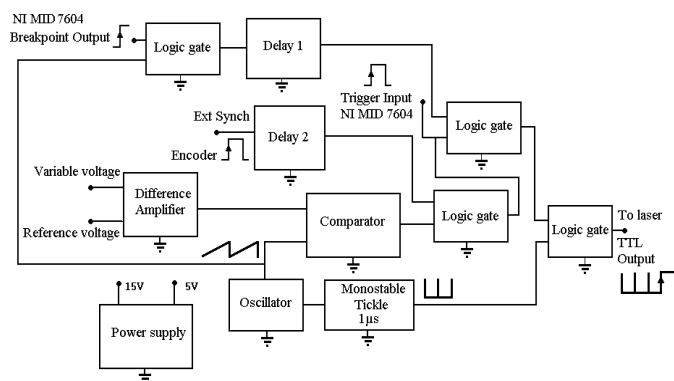 NI MID 7604
Breakpoint Output
Logic gate
Delay 1
Trigger Input
NI MID 7604
Logic gate
Ext Synch
Encoder
Delay 2
Variable voltage
Reference voltage
Difference
Amplifier
Comparator
Logic gate
Logic gate
To laser
TTL
Output
15V
5V
Power supply
Oscillator
Monostable
Tickle
1µs